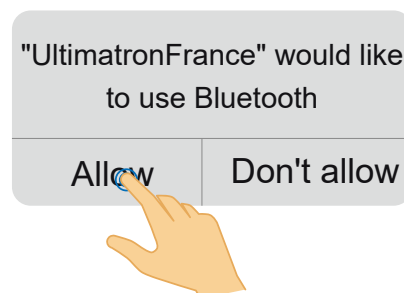 "UltimatronFrance" would like
to use Bluetooth
Allow
Don't allow